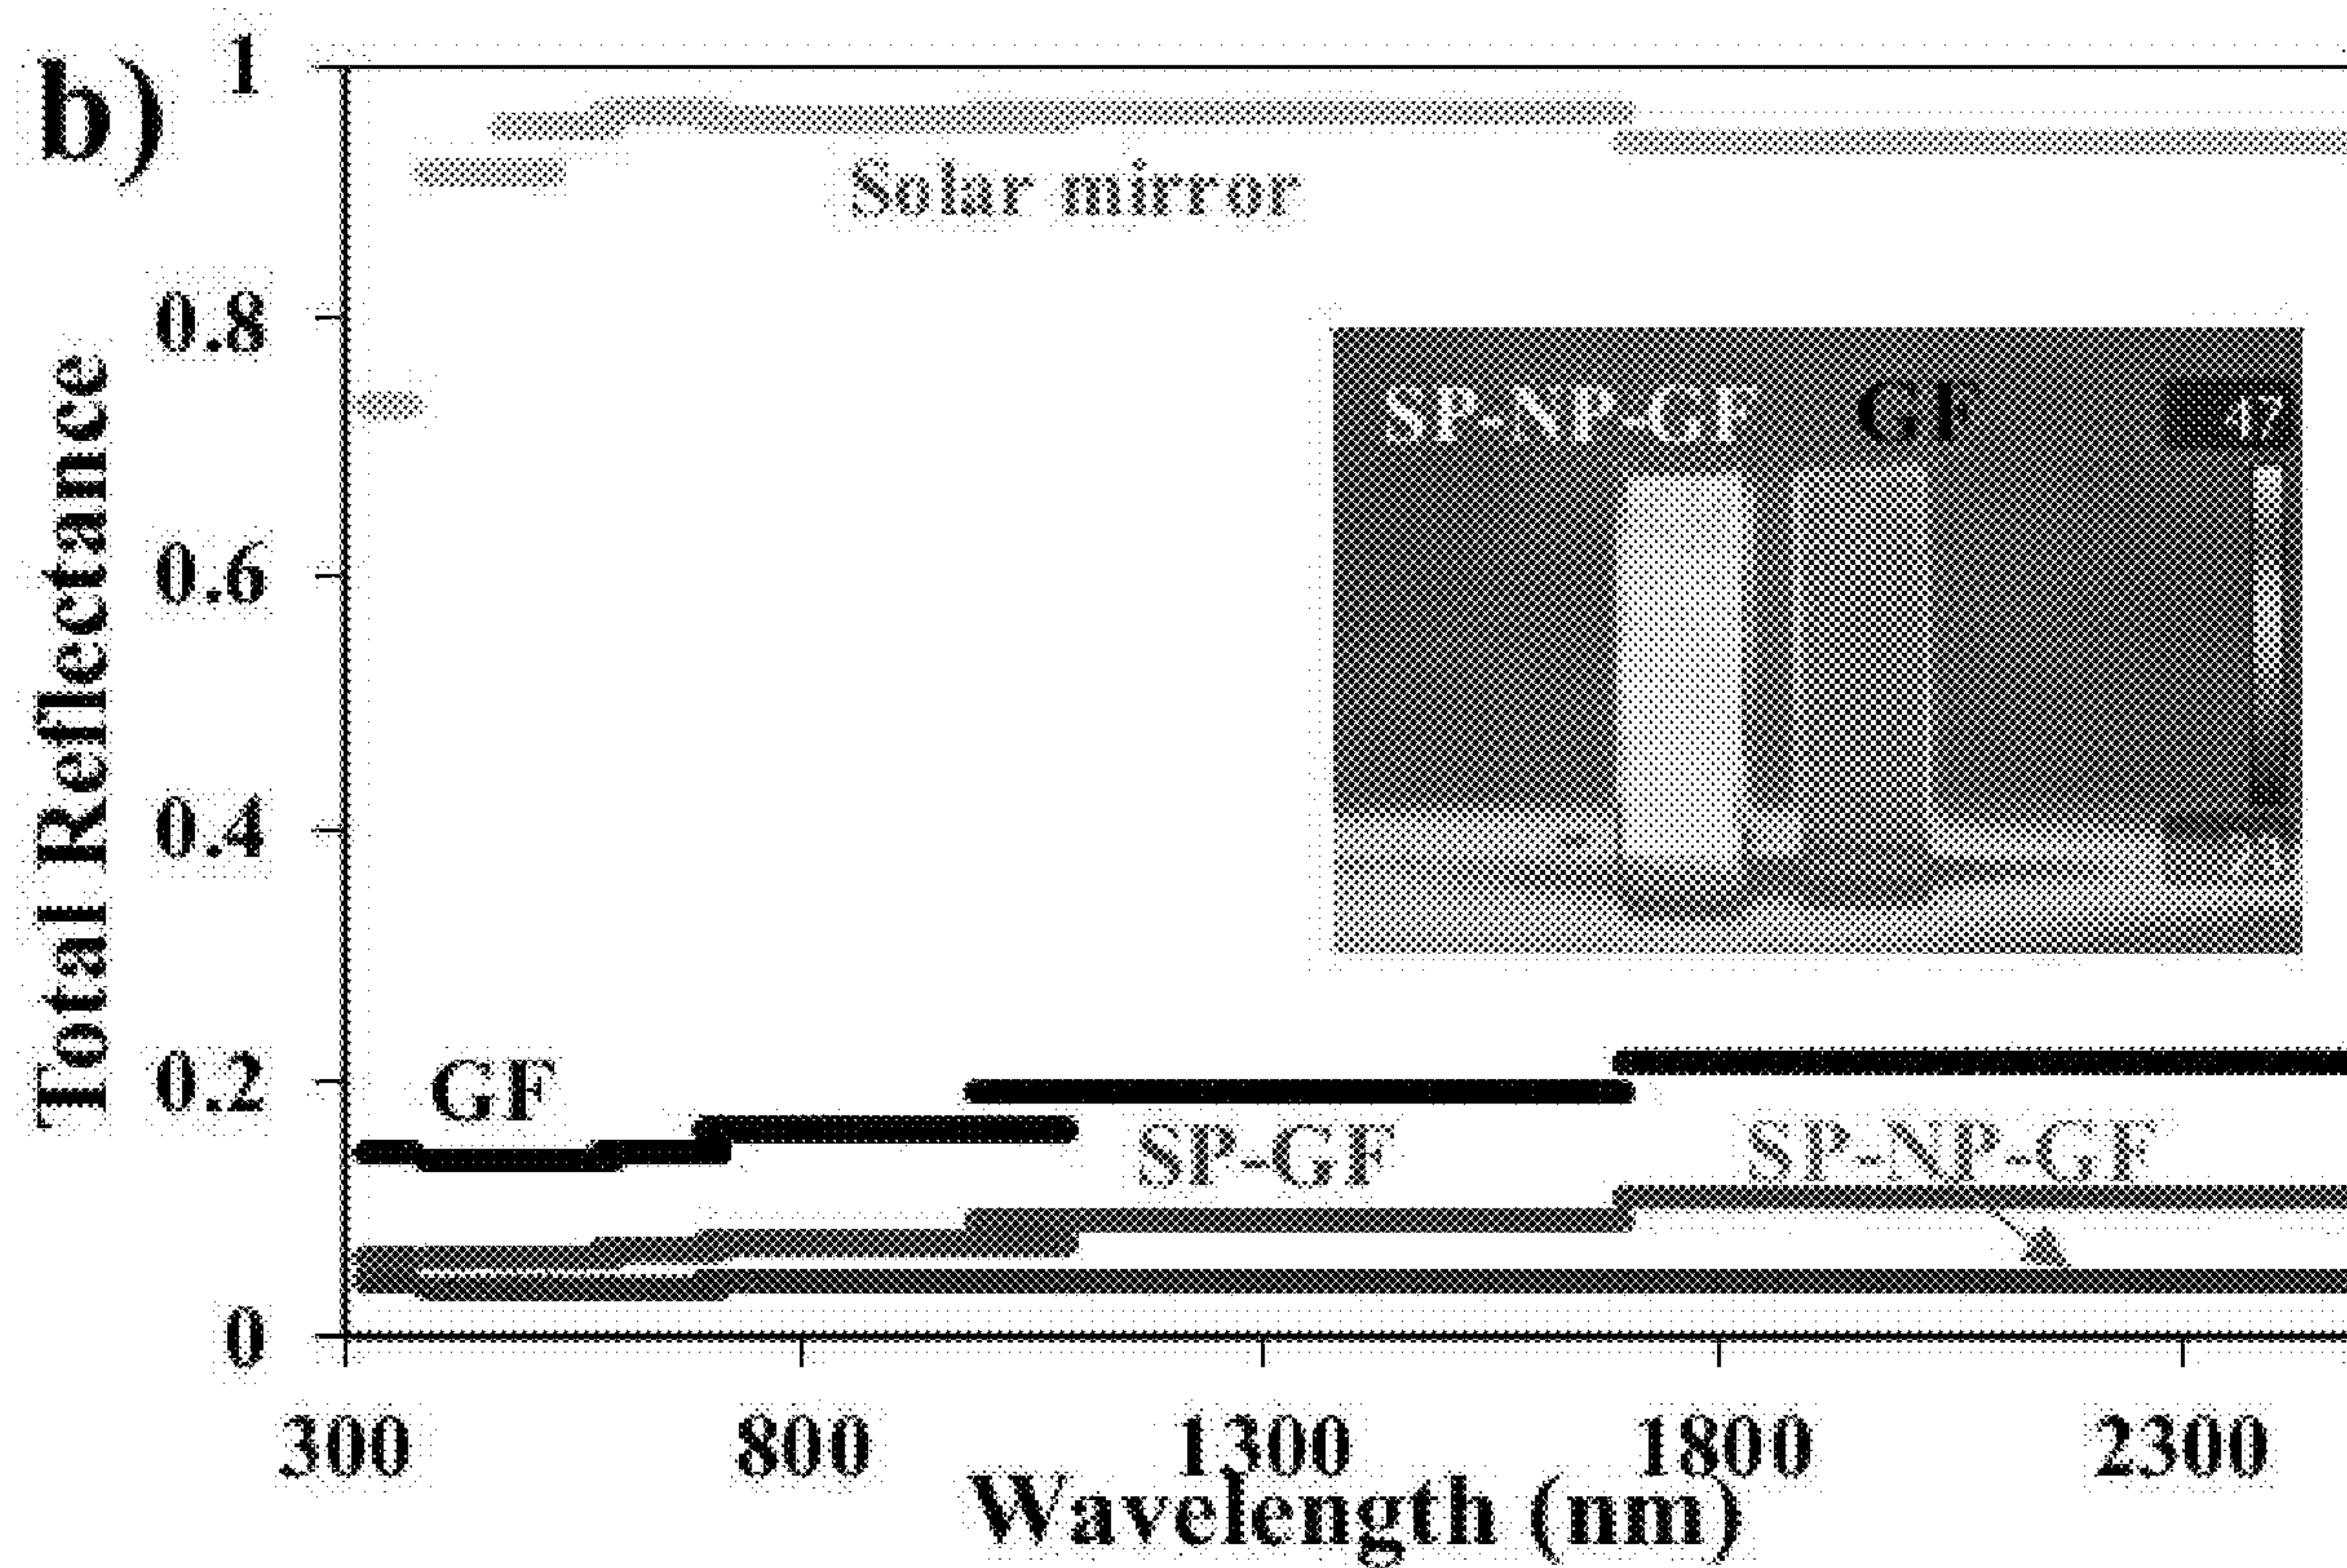 b)
1
Solar mirror
0.8
SP-NP-GF GF 47
0.6
0.4
0.2
GF
SP-GF SP-NP-GF
0
300 800 1300 1800 2300
Wavelength (nm)
Total Reflectance